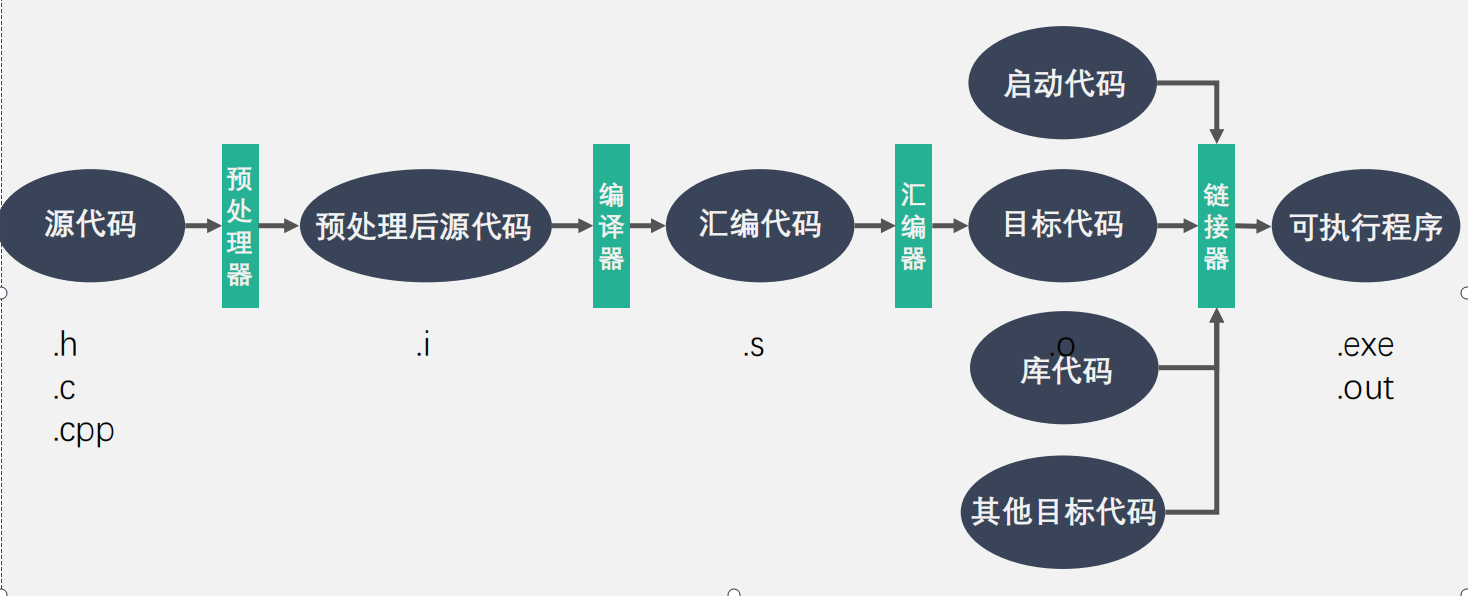 启动代码
源代码
预处理器
预处理后源代码
编译器
汇编代码
汇编器
目标代码
链接器
可执行程序
.h
.c
.cpp
.i
.s
.o
库代码
.exe
.out
其他目标代码